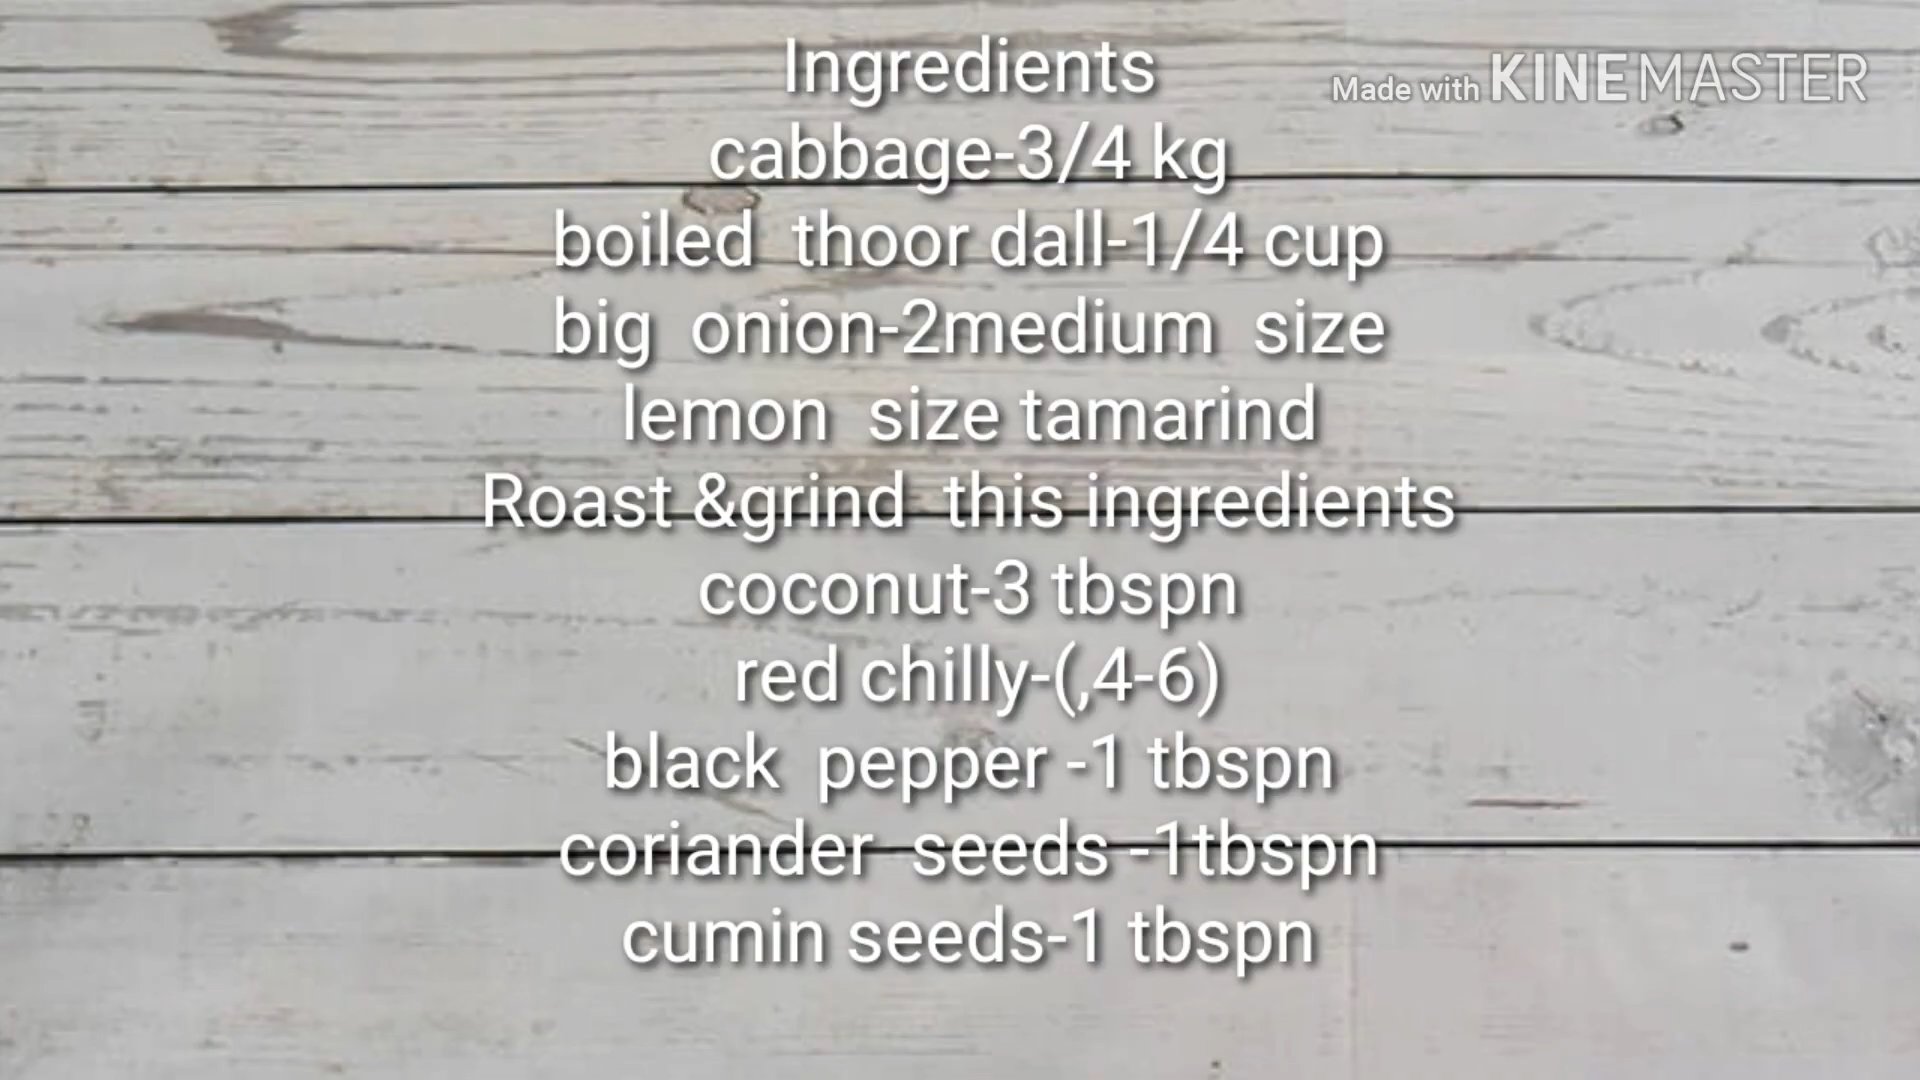 Ingredients
Made with KINEMASTER
cabbage-3/4 kg
boiled  thoor dall-1/4 cup
big  onion-2medium  size
lemon  size tamarind
Roast &grind  this ingredients
coconut-3 tbspn
red chilly-(,4-6)
black  pepper -1 tbspn
coriander  seeds -1tbspn
cumin seeds-1 tbspn